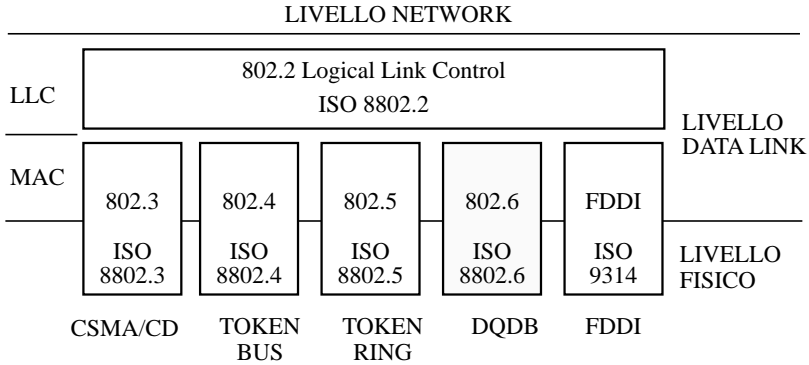 LIVELLO NETWORK
802.2 Logical Link Control
ISO 8802.2
LLC
MAC
LIVELLO
DATA LINK
802.3
802.4
802.5
802.6
FDDI
ISO
8802.3
ISO
8802.4
ISO
8802.5
ISO
8802.6
ISO
9314
LIVELLO
FISICO
CSMA/CD
TOKEN
BUS
TOKEN
RING
DQDB
FDDI